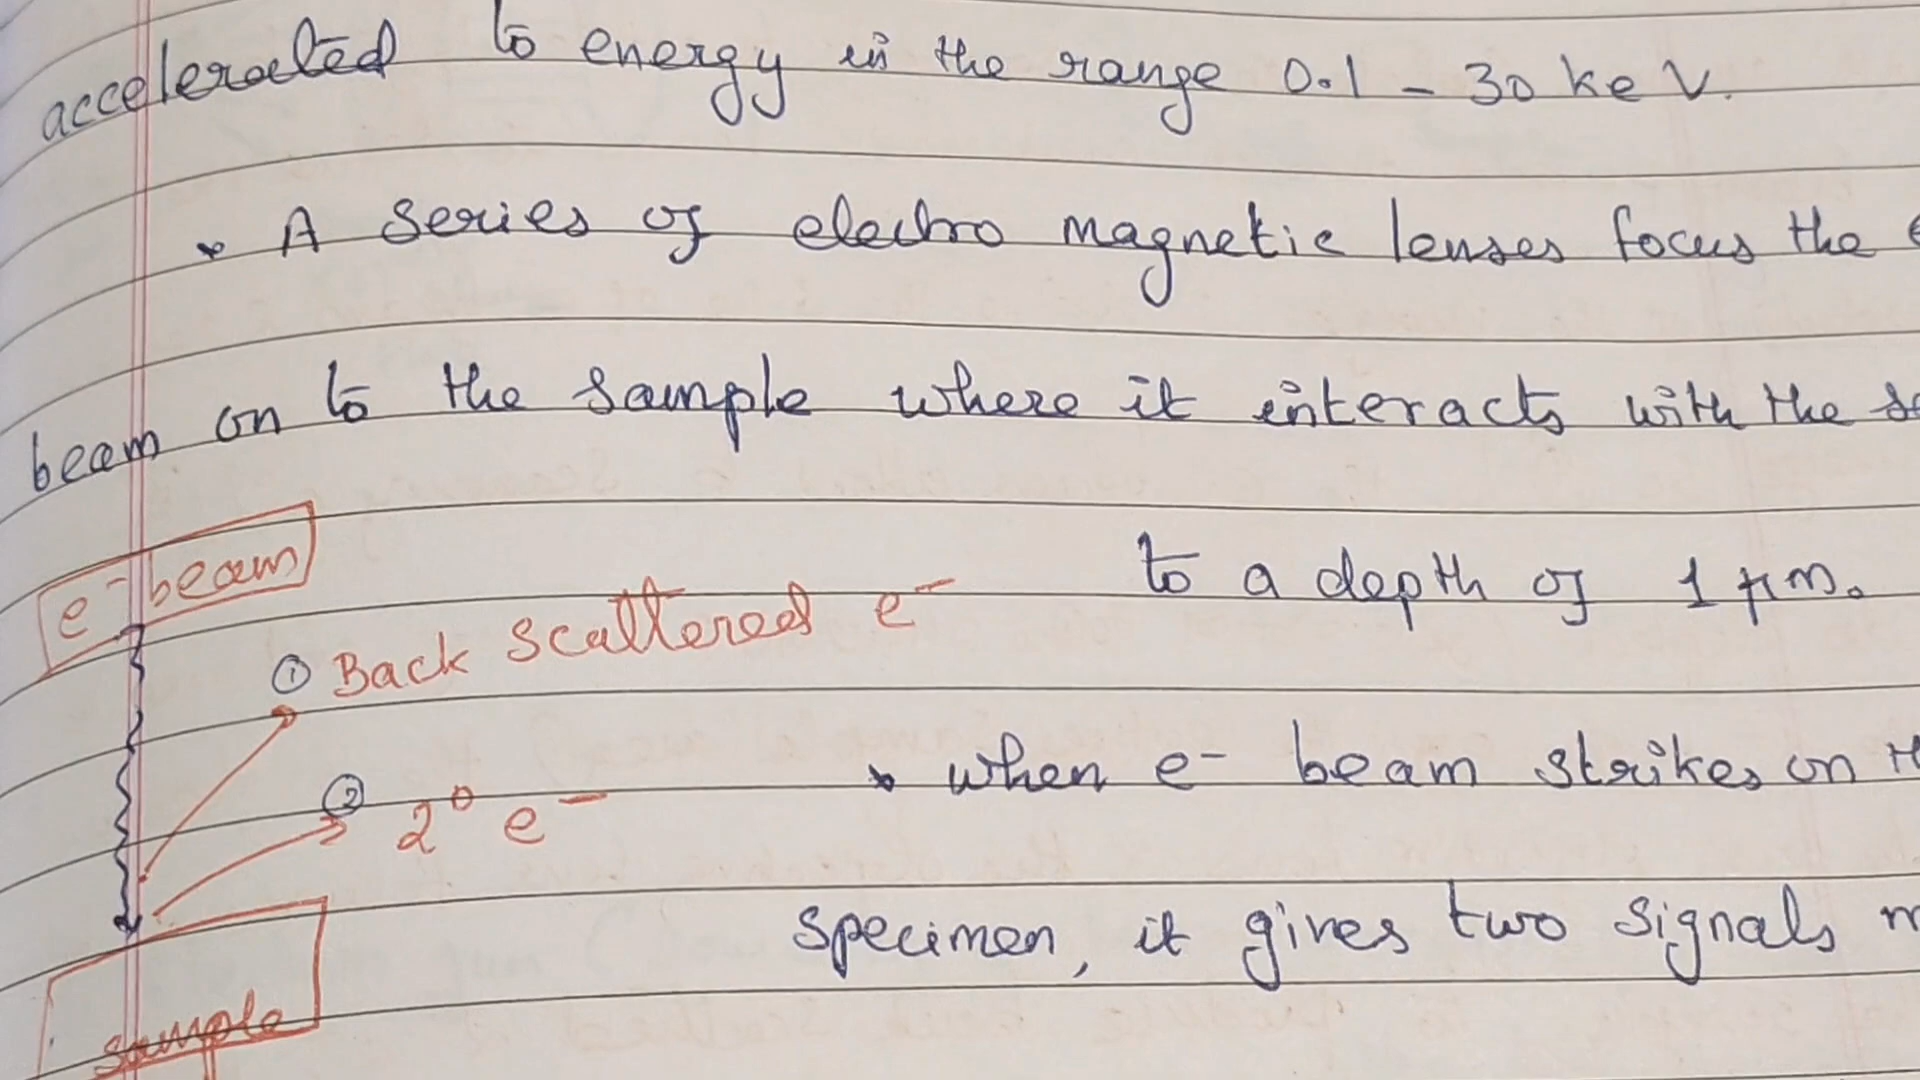 accelerated to energy in the range 0.1 - 30 keV.
• A series of electro magnetic lenses focus the
beam on to the sample where it interacts with the
e⁻ beam
to a depth of 1 μm.
① Back scattered e⁻
• when e⁻ beam strikes on
② 2° e⁻
specimen, it gives two signals
sample